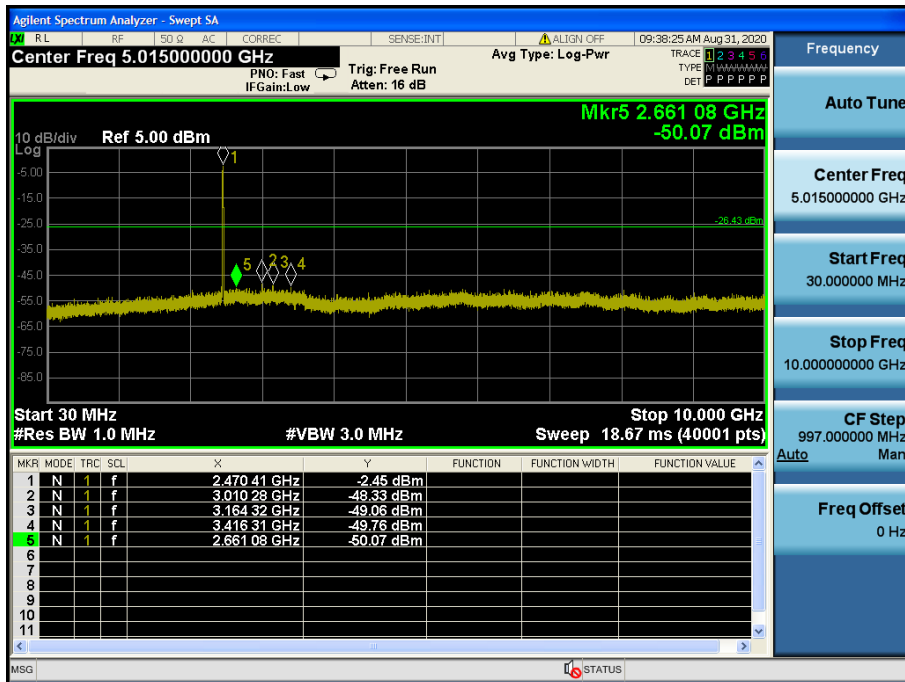 Agilent Spectrum Analyzer - Swept SA
LXI RL RF 50 Ω AC CORREC SENSE:INT ALIGN OFF 09:38:25 AM Aug 31, 2020
Center Freq 5.015000000 GHz
PNO: Fast
IFGain:Low
Trig: Free Run
Atten: 16 dB
Avg Type: Log-Pwr
TRACE 1 2 3 4 5 6
TYPE M WWWWW
DET P P P P P P
Mkr5 2.661 08 GHz
-50.07 dBm
10 dB/div Ref 5.00 dBm
Log
-5.00
-15.0
-25.0
-35.0
-45.0
-55.0
-65.0
-75.0
-85.0
1
-26.43 dBm
5 2 3 4
Start 30 MHz Stop 10.000 GHz
#Res BW 1.0 MHz #VBW 3.0 MHz Sweep 18.67 ms (40001 pts)
MKR MODE TRC SCL X Y FUNCTION FUNCTION WIDTH FUNCTION VALUE
1 N 1 f 2.470 41 GHz -2.45 dBm
2 N 1 f 3.010 28 GHz -48.33 dBm
3 N 1 f 3.164 32 GHz -49.06 dBm
4 N 1 f 3.416 31 GHz -49.76 dBm
5 N 1 f 2.661 08 GHz -50.07 dBm
6
7
8
9
10
11
MSG STATUS
Frequency
Auto Tune
Center Freq
5.015000000 GHz
Start Freq
30.000000 MHz
Stop Freq
10.000000000 GHz
CF Step
997.000000 MHz
Auto Man
Freq Offset
0 Hz